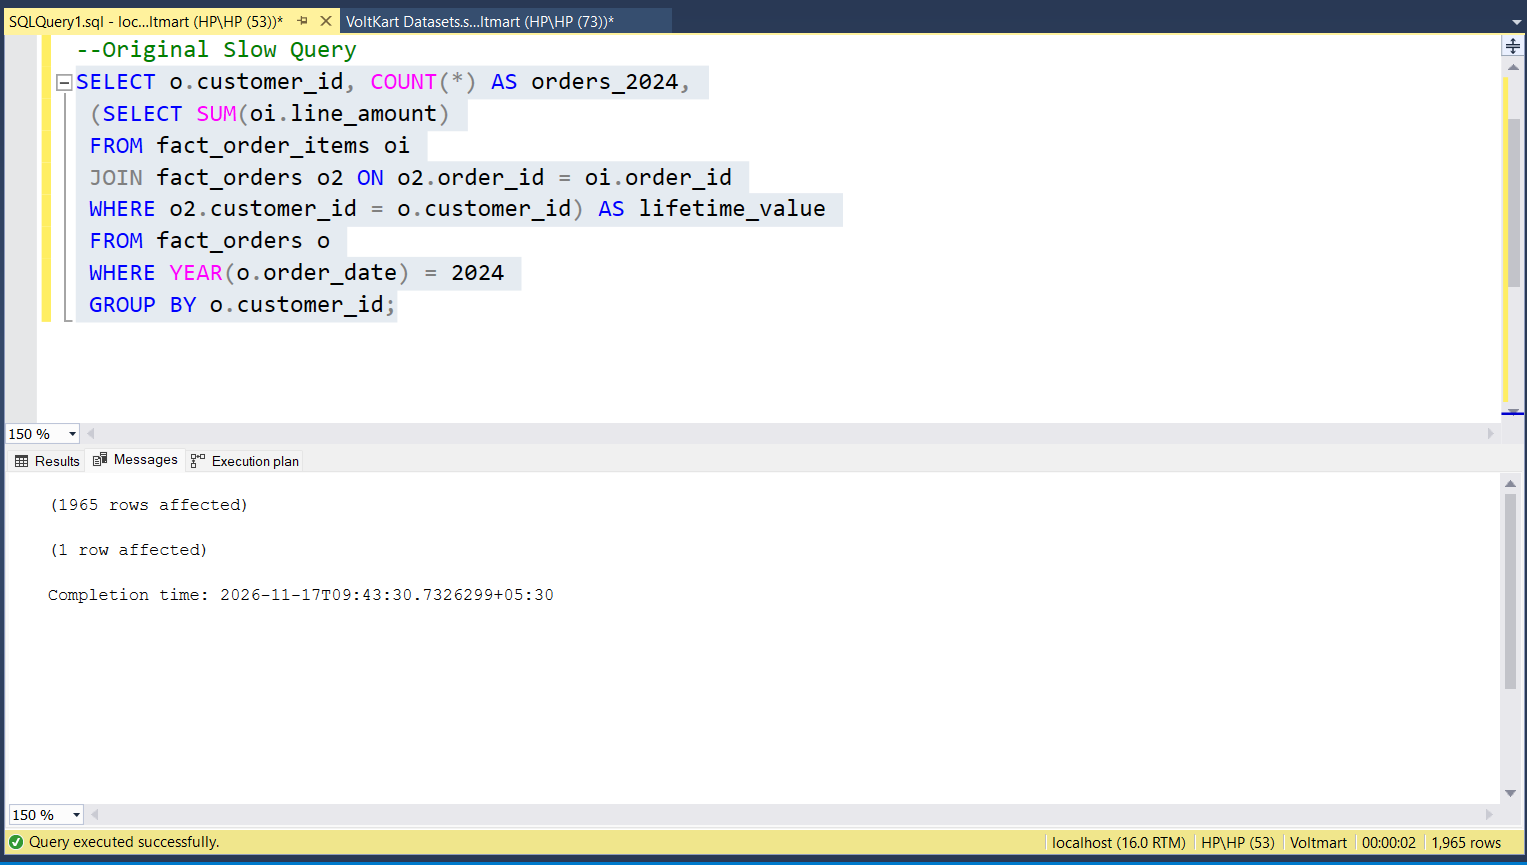 SQLQuery1.sql - loc...ltmart (HP\HP (53))* VoltKart Datasets.s...ltmart (HP\HP (73))*
--Original Slow Query
SELECT o.customer_id, COUNT(*) AS orders_2024,
(SELECT SUM(oi.line_amount)
FROM fact_order_items oi
JOIN fact_orders o2 ON o2.order_id = oi.order_id
WHERE o2.customer_id = o.customer_id) AS lifetime_value
FROM fact_orders o
WHERE YEAR(o.order_date) = 2024
GROUP BY o.customer_id;
150 %
Results Messages Execution plan
(1965 rows affected)
(1 row affected)
Completion time: 2026-11-17T09:43:30.7326299+05:30
150 %
Query executed successfully. localhost (16.0 RTM) HP\HP (53) Voltmart 00:00:02 1,965 rows